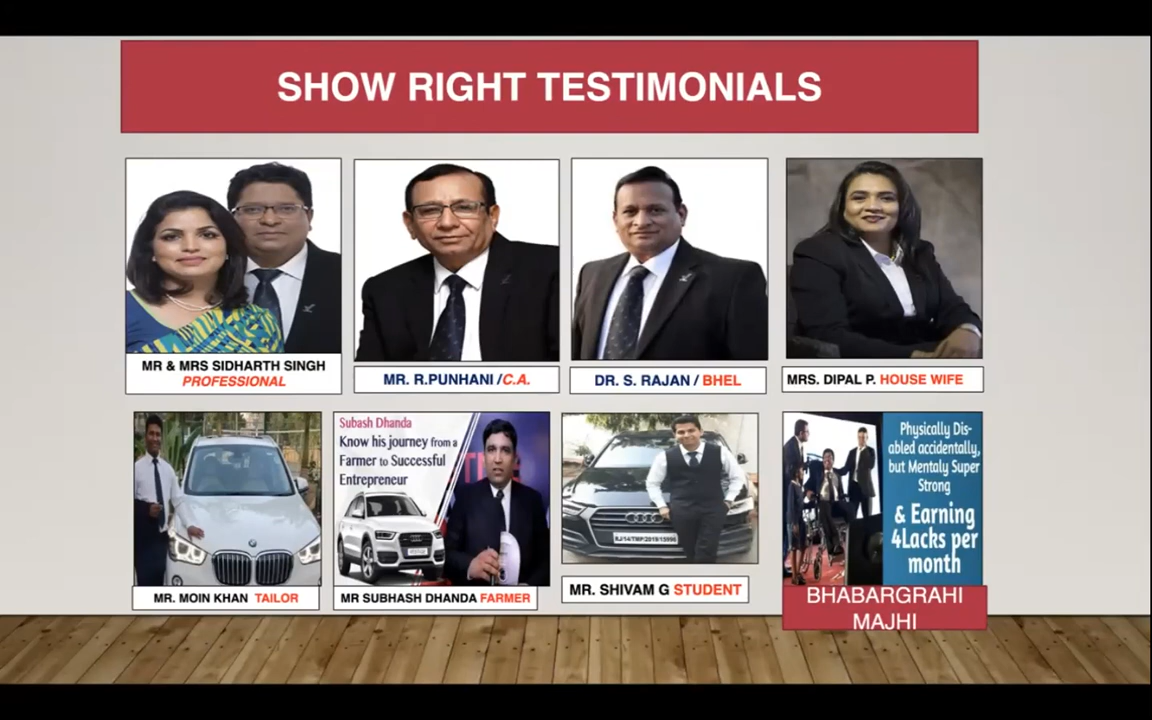 SHOW RIGHT TESTIMONIALS
MR & MRS SIDHARTH SINGH
PROFESSIONAL
MR. R.PUNHANI /C.A.
DR. S. RAJAN / BHEL
MRS. DIPAL P. HOUSE WIFE
Subash Dhanda
Know his journey from a
Farmer to Successful
Entrepreneur
Physically Dis-
abled accidentally,
but Mentaly Super
Strong
& Earning
4Lacks per
month
MR. MOIN KHAN TAILOR
MR SUBHASH DHANDA FARMER
MR. SHIVAM G STUDENT
BHABARGRAHI
MAJHI